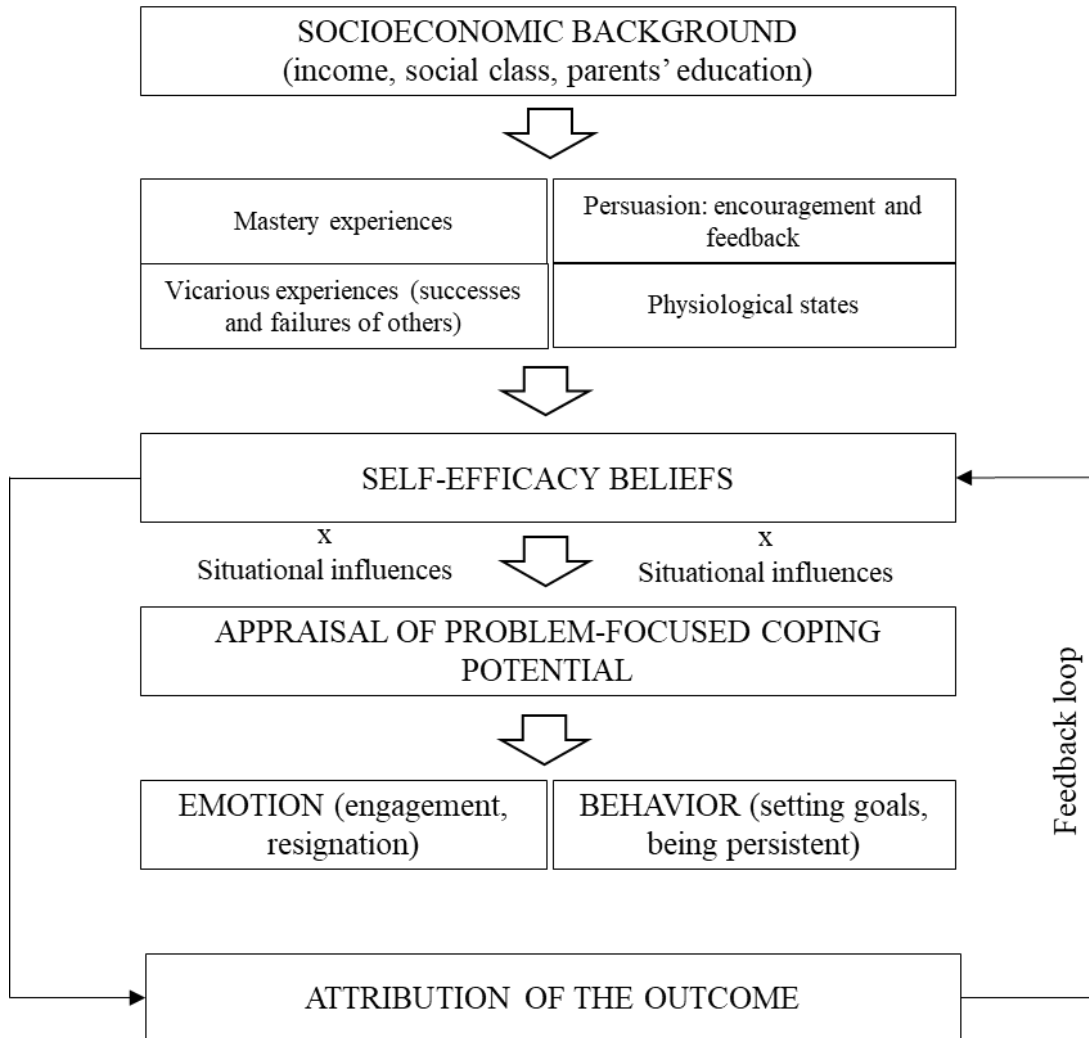 SOCIOECONOMIC BACKGROUND
(income, social class, parents’ education)
Mastery experiences
Persuasion: encouragement and
feedback
Vicarious experiences (successes
and failures of others)
Physiological states
SELF-EFFICACY BELIEFS
x
Situational influences
x
Situational influences
APPRAISAL OF PROBLEM-FOCUSED COPING
POTENTIAL
EMOTION (engagement,
resignation)
BEHAVIOR (setting goals,
being persistent)
Feedback loop
ATTRIBUTION OF THE OUTCOME